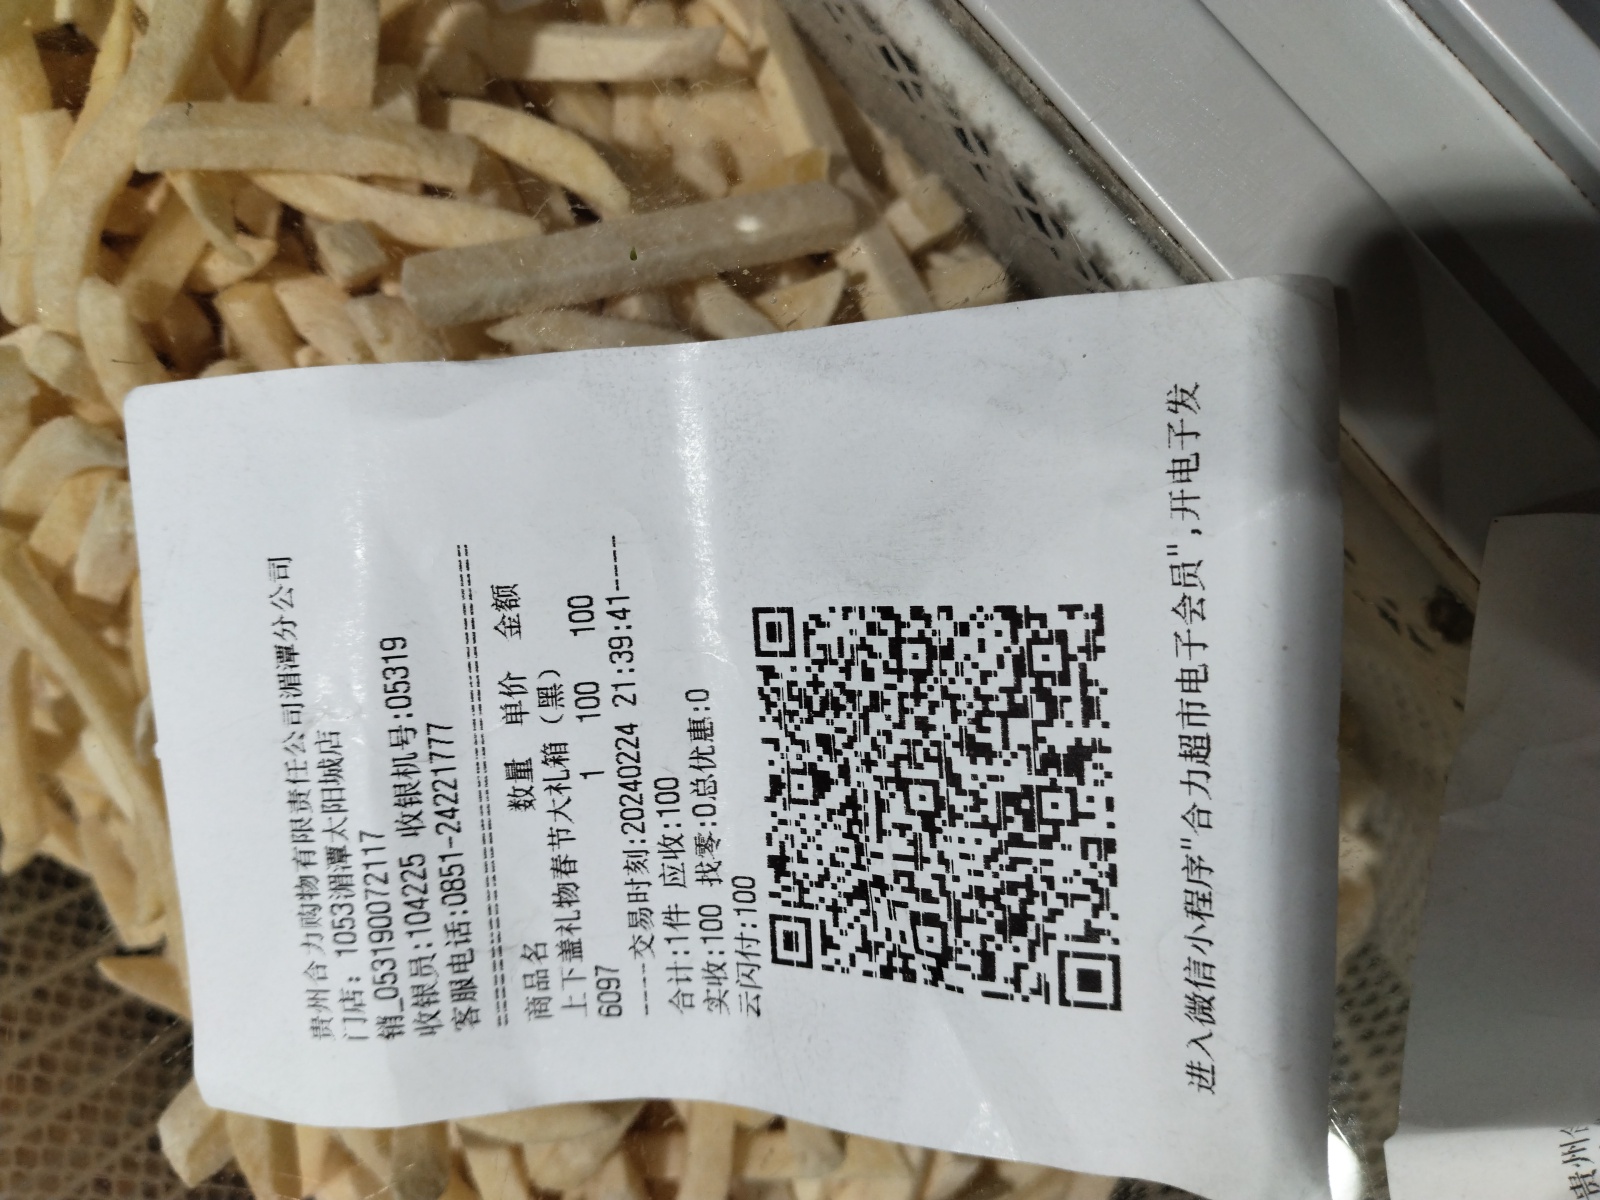 贵州合力购物有限责任公司湄潭分公司
门店: 1053湄潭太阳城店
销_0531900721​17
收银员:104225 收银机号:05319
客服电话:0851-24221777
================================
商品名 数量 单价 金额
上下盖礼物春节大礼箱（黑）
6097 1 100 100
----交易时刻:20240224 21:39:41----
合计:1件 应收:100
实收:100 找零:0总优惠:0
云闪付:100
进入微信小程序"合力超市电子会员",开电子发
贵州合